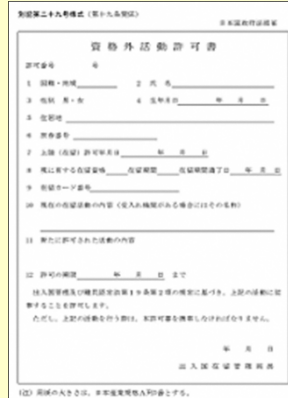 別記第二十九号様式(第十九条関係)
日本国政府法務省
資格外活動許可書
許可番号 号
1 国籍・地域 2 氏名
3 性別 男・女 4 生年月日 年 月 日
5 住居地
6 旅券番号
7 上陸(在留)許可年月日 年 月 日
8 現に有する在留資格 在留期間 在留期間満了日 年 月 日
9 在留カード番号
10 現在の在留活動の内容(受入れ機関がある場合にはその名称)
11 新たに許可された活動の内容
12 許可の期限 年 月 日 まで
出入国管理及び難民認定法第19条第2項の規定に基づき、上記の活動に従
事することを許可します。
ただし、上記の活動を行う際は、本許可書を携帯しなければなりません。
年 月 日
出入国在留管理局長
(注) 用紙の大きさは、日本産業規格A列5番とする。